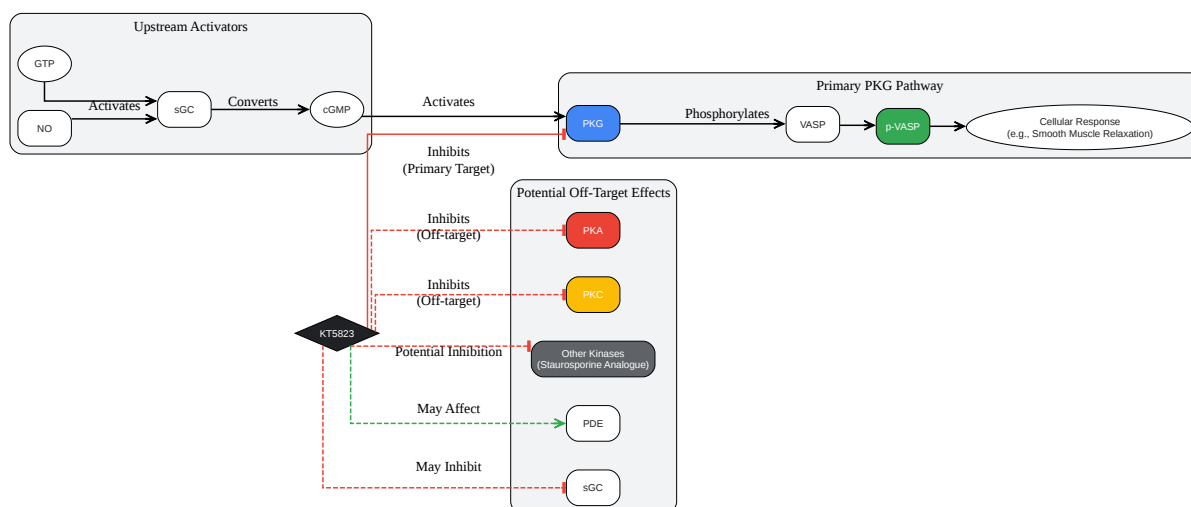 Upstream Activators
GTP
NO
Activates
sGC
Converts
cGMP
Activates
Primary PKG Pathway
PKG
Phosphorylates
VASP
p-VASP
Cellular Response
(e.g., Smooth Muscle Relaxation)
Inhibits
(Primary Target)
Potential Off-Target Effects
Inhibits
(Off-target)
PKA
Inhibits
(Off-target)
PKC
KT5823
Potential Inhibition
Other Kinases
(Staurosporine Analogue)
May Affect
PDE
May Inhibit
sGC